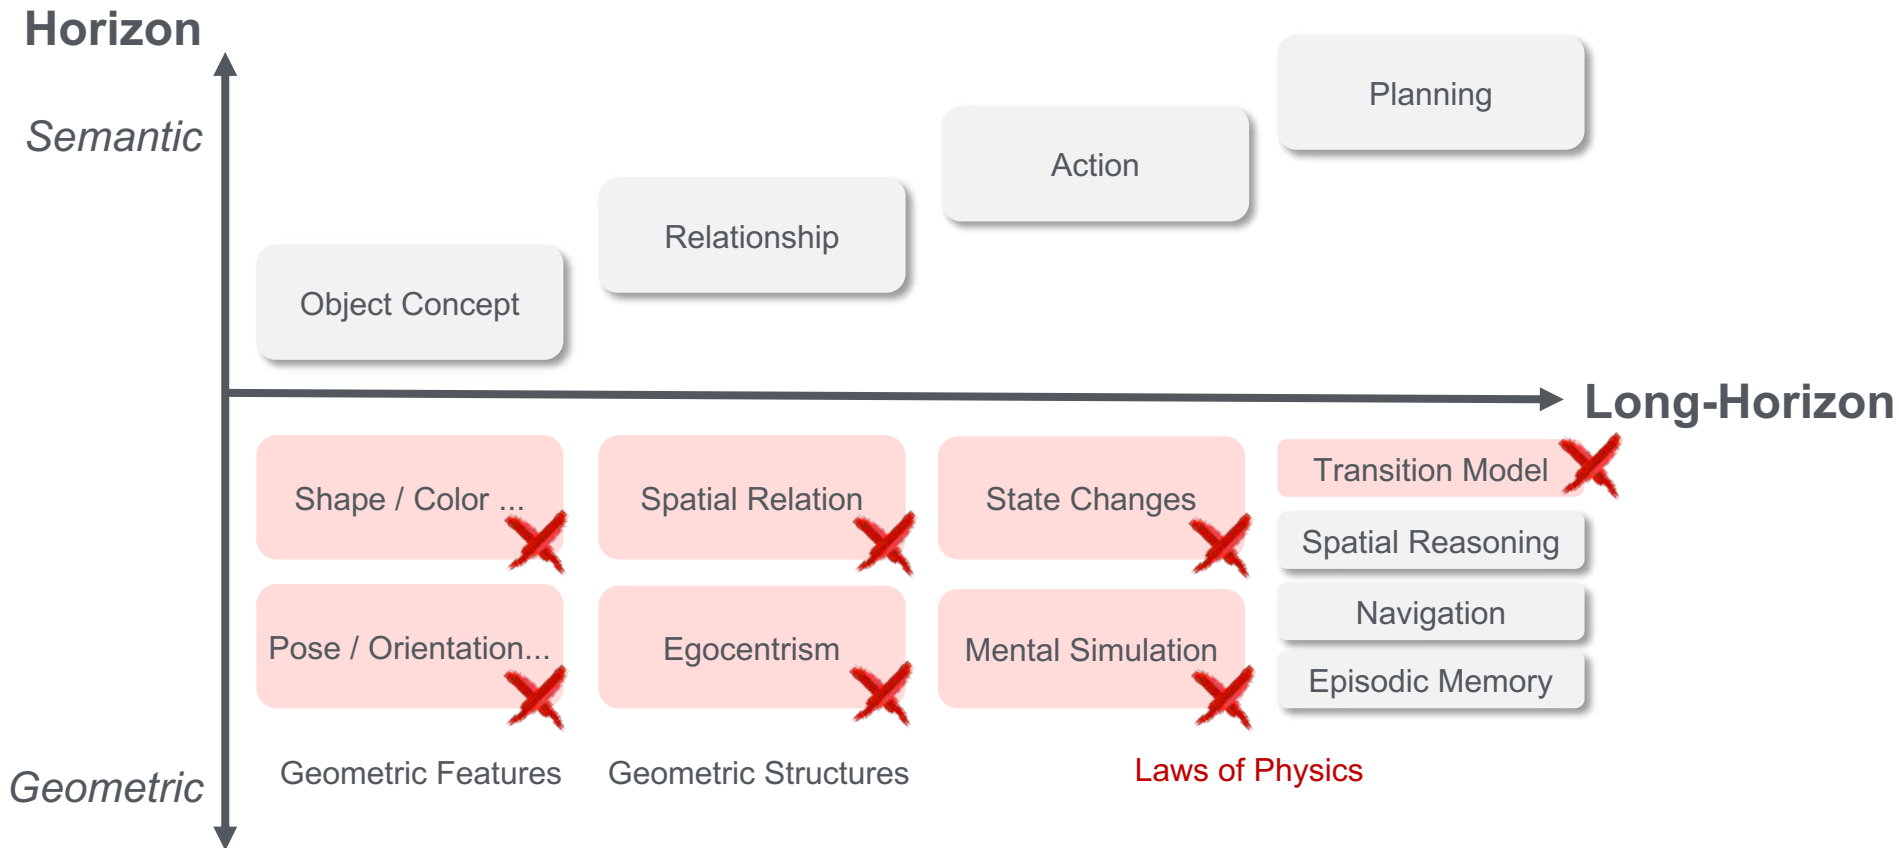 Horizon
Semantic
Planning
Action
Relationship
Object Concept
Long-Horizon
Shape / Color ...
Spatial Relation
State Changes
Transition Model
Spatial Reasoning
Pose / Orientation...
Egocentrism
Mental Simulation
Navigation
Episodic Memory
Geometric
Geometric Features
Geometric Structures
Laws of Physics